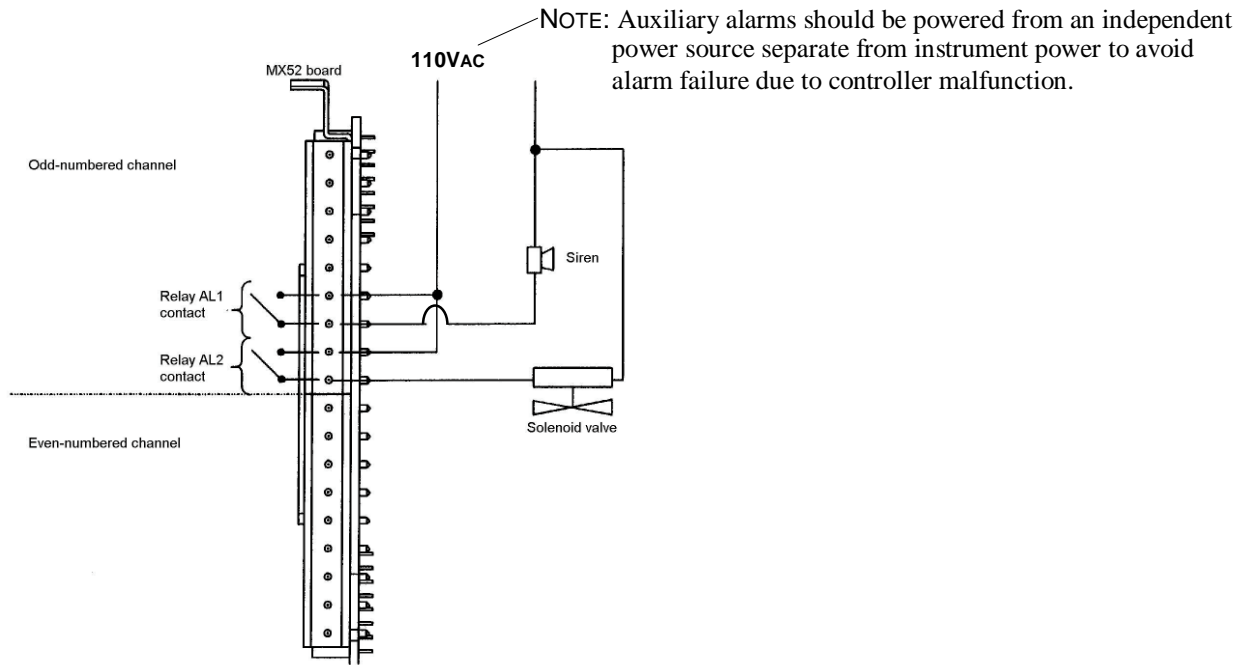 NOTE: Auxiliary alarms should be powered from an independent
power source separate from instrument power to avoid
alarm failure due to controller malfunction.
110VAC
MX52 board
Odd-numbered channel
Siren
Relay AL1
contact
Relay AL2
contact
Solenoid valve
Even-numbered channel